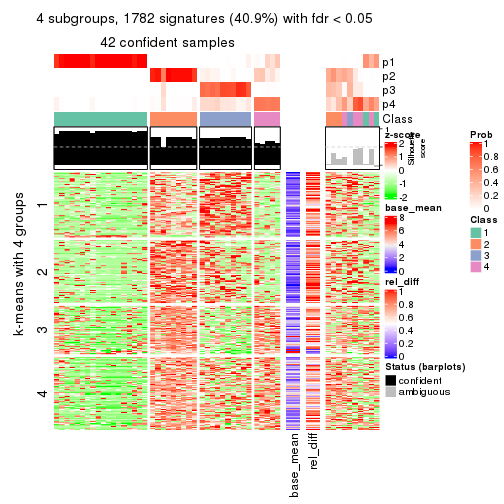 4 subgroups, 1782 signatures (40.9%) with fdr < 0.05
42 confident samples
p1
p2
p3
p4
Class
1
Silhouette
score
k-means with 4 groups
1
2
3
4
base_mean
rel_diff
z-score
2
1
0
-1
-2
base_mean
8
6
4
2
0
rel_diff
1
0.8
0.6
0.4
0.2
0
Status (barplots)
confident
ambiguous
Prob
1
0.8
0.6
0.4
0.2
0
Class
1
2
3
4